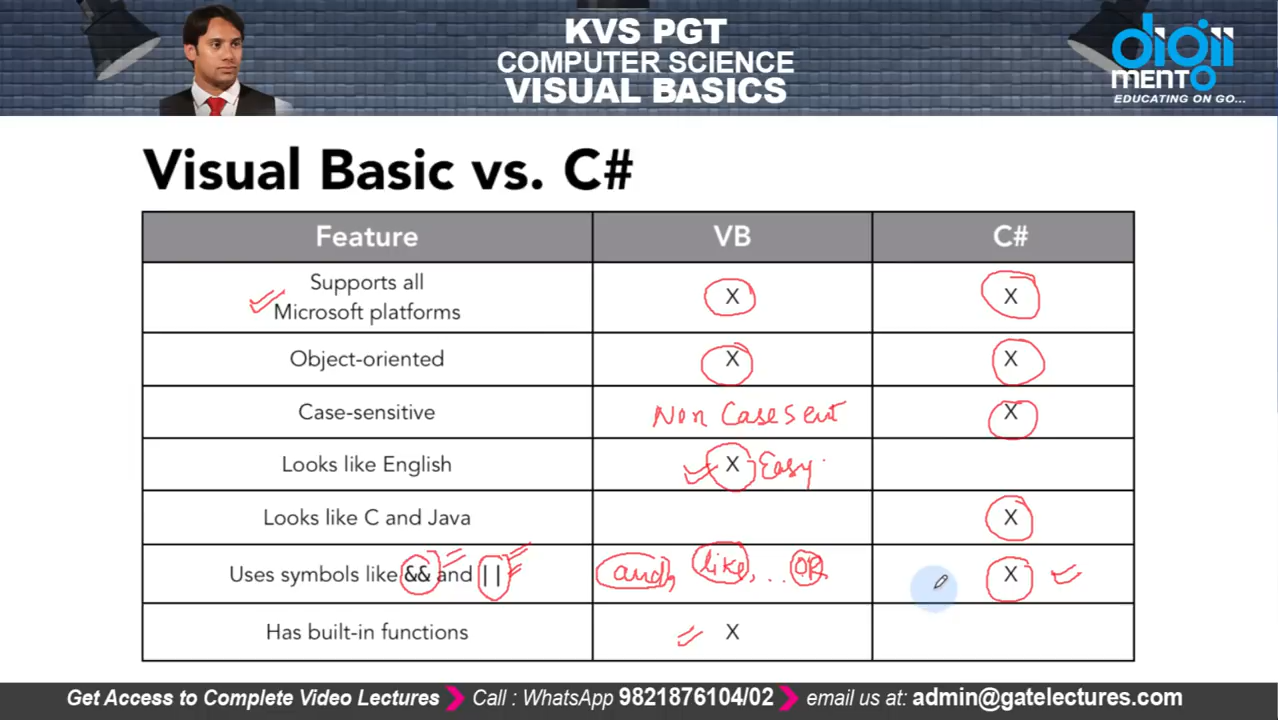 KVS PGT
COMPUTER SCIENCE
VISUAL BASICS
digii
mento
EDUCATING ON GO...
Visual Basic vs. C#
Feature VB C#
Supports all
Microsoft platforms X X
Object-oriented X X
Case-sensitive Non Case Sent X
Looks like English X Easy
Looks like C and Java X
Uses symbols like && and || and, like, .. OR X
Has built-in functions X
Get Access to Complete Video Lectures Call : WhatsApp 9821876104/02 email us at: admin@gatelectures.com